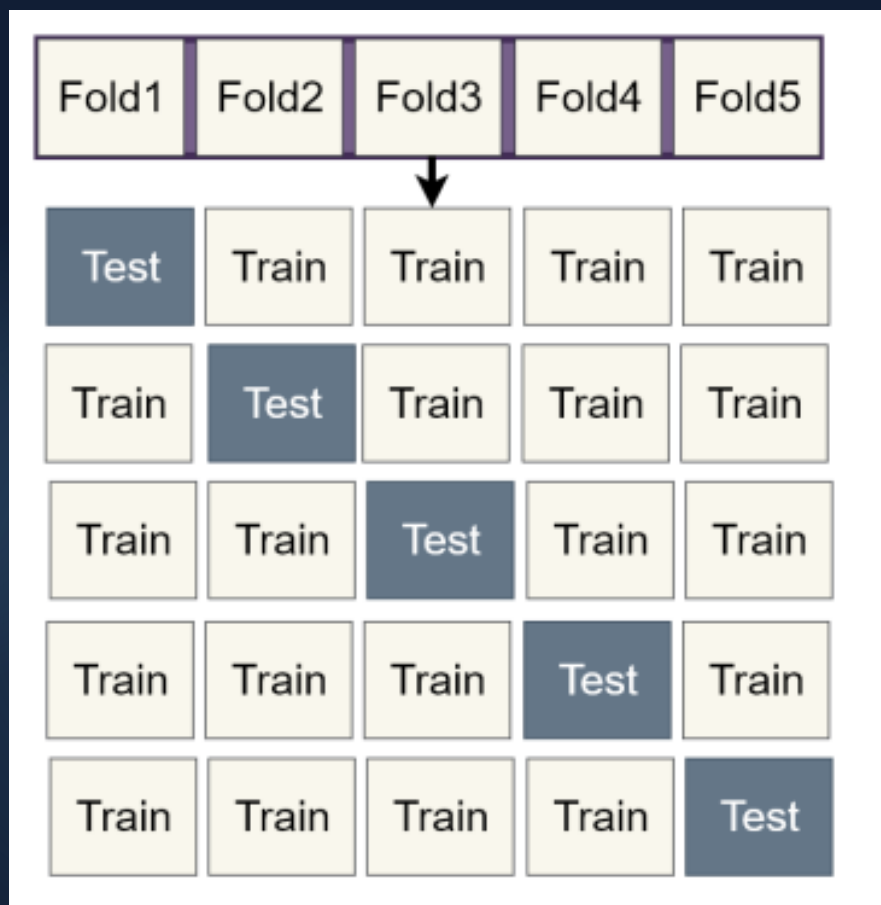 Fold1 Fold2 Fold3 Fold4 Fold5
Test Train Train Train Train
Train Test Train Train Train
Train Train Test Train Train
Train Train Train Test Train
Train Train Train Train Test